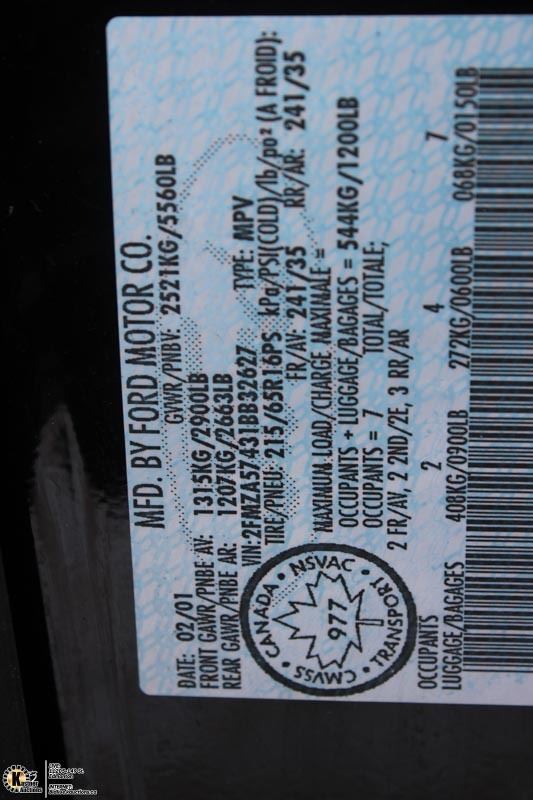 MFD. BY FORD MOTOR CO.
DATE: 02/01 GVWR/PNBV: 2521KG/5560LB
FRONT GAWR/PNBE AV: 1315KG/2900LB
REAR GAWR/PNBE AR: 1207KG/2663LB
VIN:2FMZA57431BB32627 TYPE: MPV
TIRE/PNEU: 215/65R16PS kPa/PSI(COLD)/lb/po² (A FROID):
FR/AV: 241/35 RR/AR: 241/35
MAXIMUM LOAD/CHARGE MAXIMALE =
OCCUPANTS + LUGGAGE/BAGAGES = 544KG/1200LB
OCCUPANTS = 7 TOTAL/TOTALE;
2 FR/AV, 2 2ND/2E, 3 RR/AR
CANADA • NSVAC • TRANSPORT • CMVSS •
977
OCCUPANTS 2 4 7
LUGGAGE/BAGAGES 408KG/0900LB 272KG/0600LB 068KG/0150LB